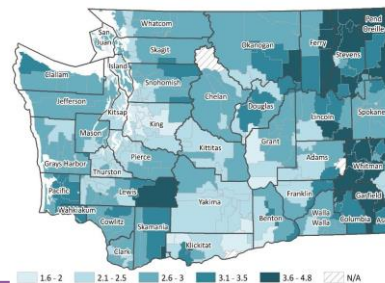 Whatcom
San
Juan
Skagit
Island
Okanogan
Ferry
Pend
Oreille
Stevens
Clallam
Snohomish
Chelan
Jefferson
Kitsap
Douglas
King
Lincoln
Spokane
Mason
Grays Harbor
Kittitas
Grant
Pierce
Adams
Whitman
Thurston
Pacific
Lewis
Yakima
Franklin
Garfield
Wahkiakum
Cowlitz
Benton
Walla
Walla
Columbia
As
Skamania
Clark
Klickitat
1.6 - 2 2.1 - 2.5 2.6 - 3 3.1 - 3.5 3.6 - 4.8 N/A